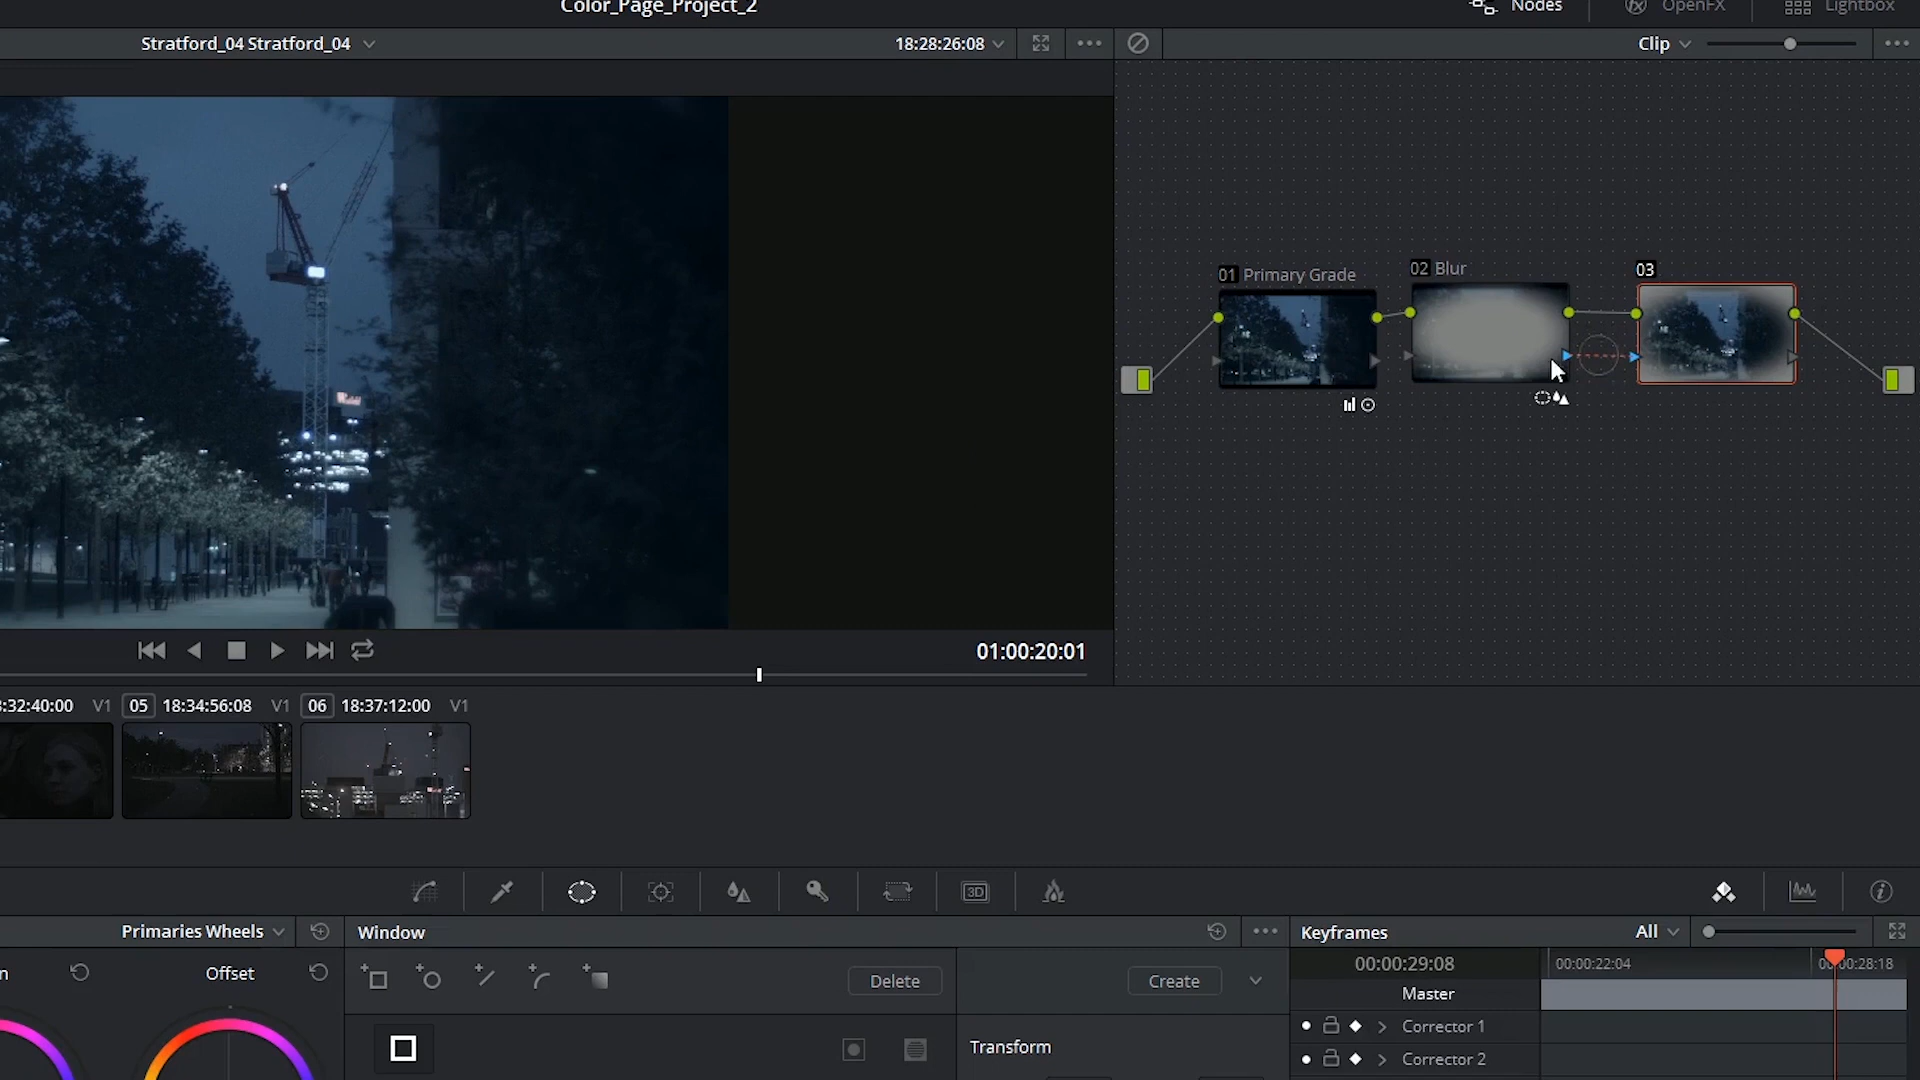 Color_Page_Project_2
Nodes
OpenFX
Lightbox
Stratford_04 Stratford_04
18:28:26:08
Clip
01 Primary Grade
02 Blur
03
01:00:20:01
:32:40:00 V1
05 18:34:56:08 V1
06 18:37:12:00 V1
3D
Primaries Wheels
Window
Keyframes
All
n
Offset
Delete
Create
00:00:29:08
00:00:22:04
00:00:28:18
Master
Corrector 1
Transform
Corrector 2